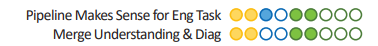 Pipeline Makes Sense for Eng Task
Merge Understanding & Diag